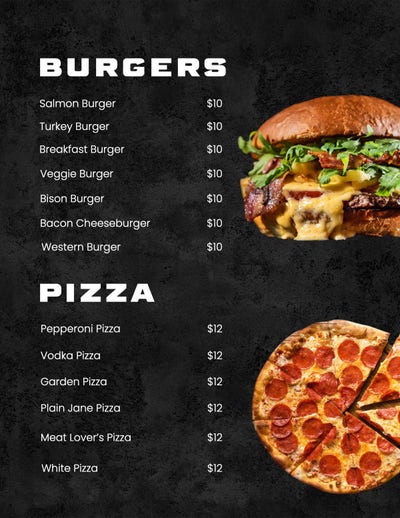 BURGERS
Salmon Burger $10
Turkey Burger $10
Breakfast Burger $10
Veggie Burger $10
Bison Burger $10
Bacon Cheeseburger $10
Western Burger $10
PIZZA
Pepperoni Pizza $12
Vodka Pizza $12
Garden Pizza $12
Plain Jane Pizza $12
Meat Lover's Pizza $12
White Pizza $12